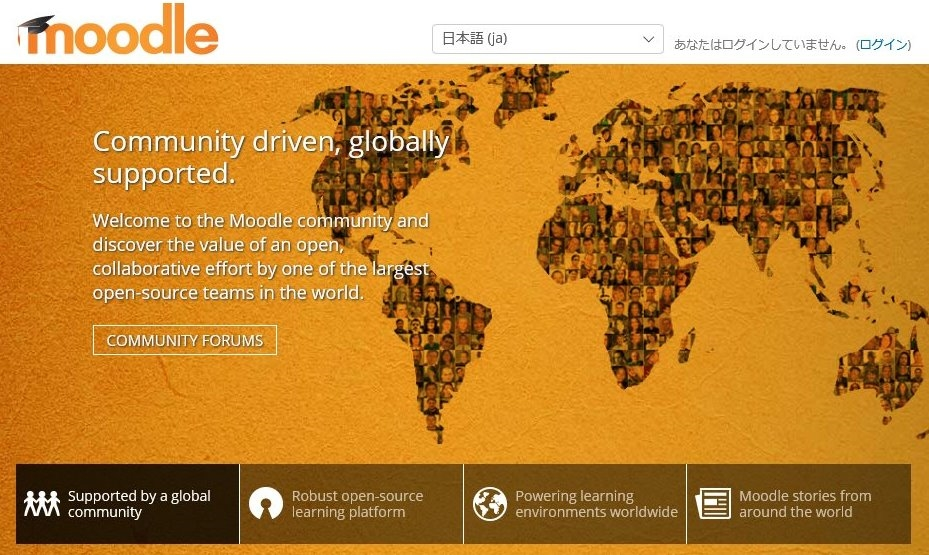 moodle
日本語 (ja)
あなたはログインしていません。 (ログイン)
Community driven, globally
supported.
Welcome to the Moodle community and
discover the value of an open,
collaborative effort by one of the largest
open-source teams in the world.
COMMUNITY FORUMS
Supported by a global
community
Robust open-source
learning platform
Powering learning
environments worldwide
Moodle stories from
around the world